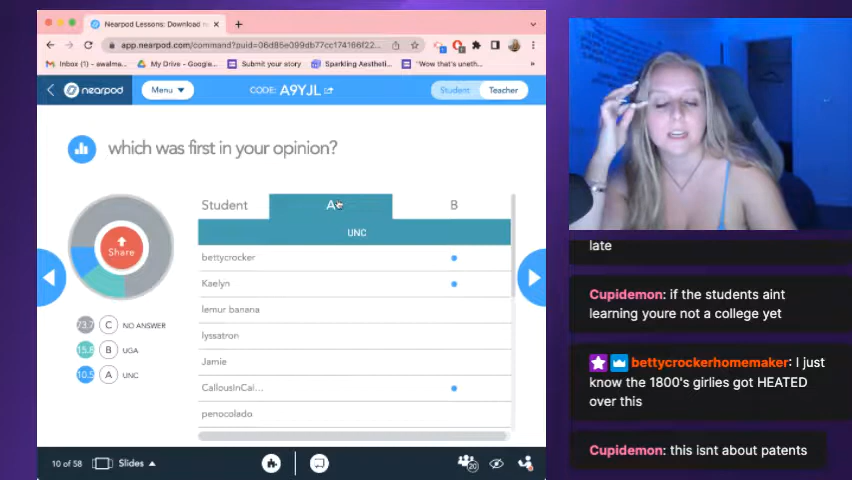 Nearpod Lessons: Download r
app.nearpod.com/command?puid=06d86e099db77cc174166f22...
Inbox (1) – awalma...
My Drive – Google...
Submit your story
Sparkling Aestheti...
"Wow that's uneth...
»
nearpod
Menu
CODE: A9YJL
Student
Teacher
which was first in your opinion?
Student
A
B
UNC
Share
bettycrocker
Kaelyn
lemur banana
lyssatron
Jamie
CallousInCai...
penocolado
73.7 C NO ANSWER
15.8 B UGA
10.5 A UNC
10 of 58
Slides
20
late
Cupidemon: if the students aint
learning youre not a college yet
bettycrockerhomemaker: I just
know the 1800's girlies got HEATED
over this
Cupidemon: this isnt about patents